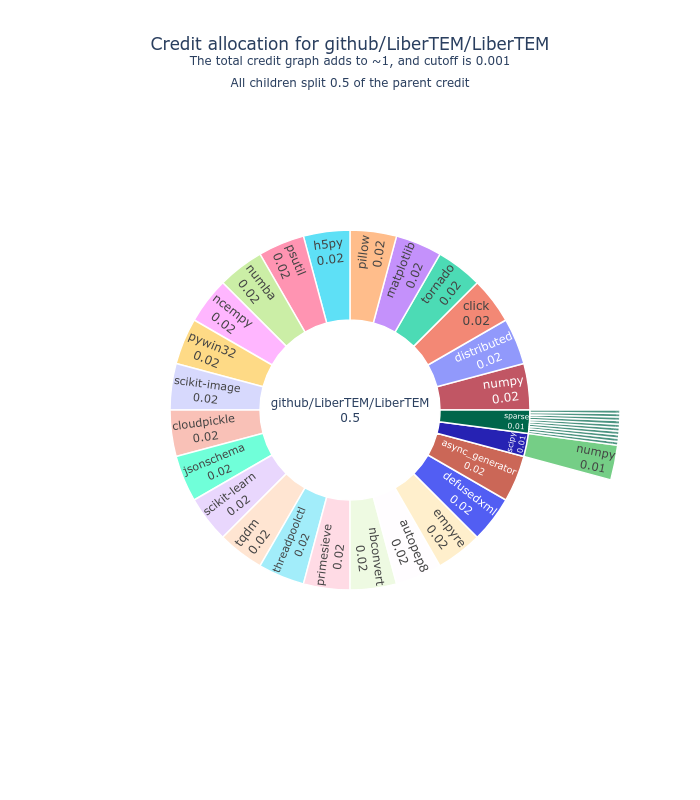 Credit allocation for github/LiberTEM/LiberTEM
The total credit graph adds to ~1, and cutoff is 0.001
All children split 0.5 of the parent credit
github/LiberTEM/LiberTEM
0.5
numpy
0.02
distributed
0.02
click
0.02
tornado
0.02
matplotlib
0.02
pillow
0.02
h5py
0.02
psutil
0.02
numba
0.02
ncempy
0.02
pywin32
0.02
scikit-image
0.02
cloudpickle
0.02
jsonschema
0.02
scikit-learn
0.02
tqdm
0.02
threadpoolctl
0.02
primesieve
0.02
nbconvert
0.02
autopep8
0.02
empyre
0.02
defusedxml
0.02
async_generator
0.02
scipy
0.01
sparse
0.01
numpy
0.01